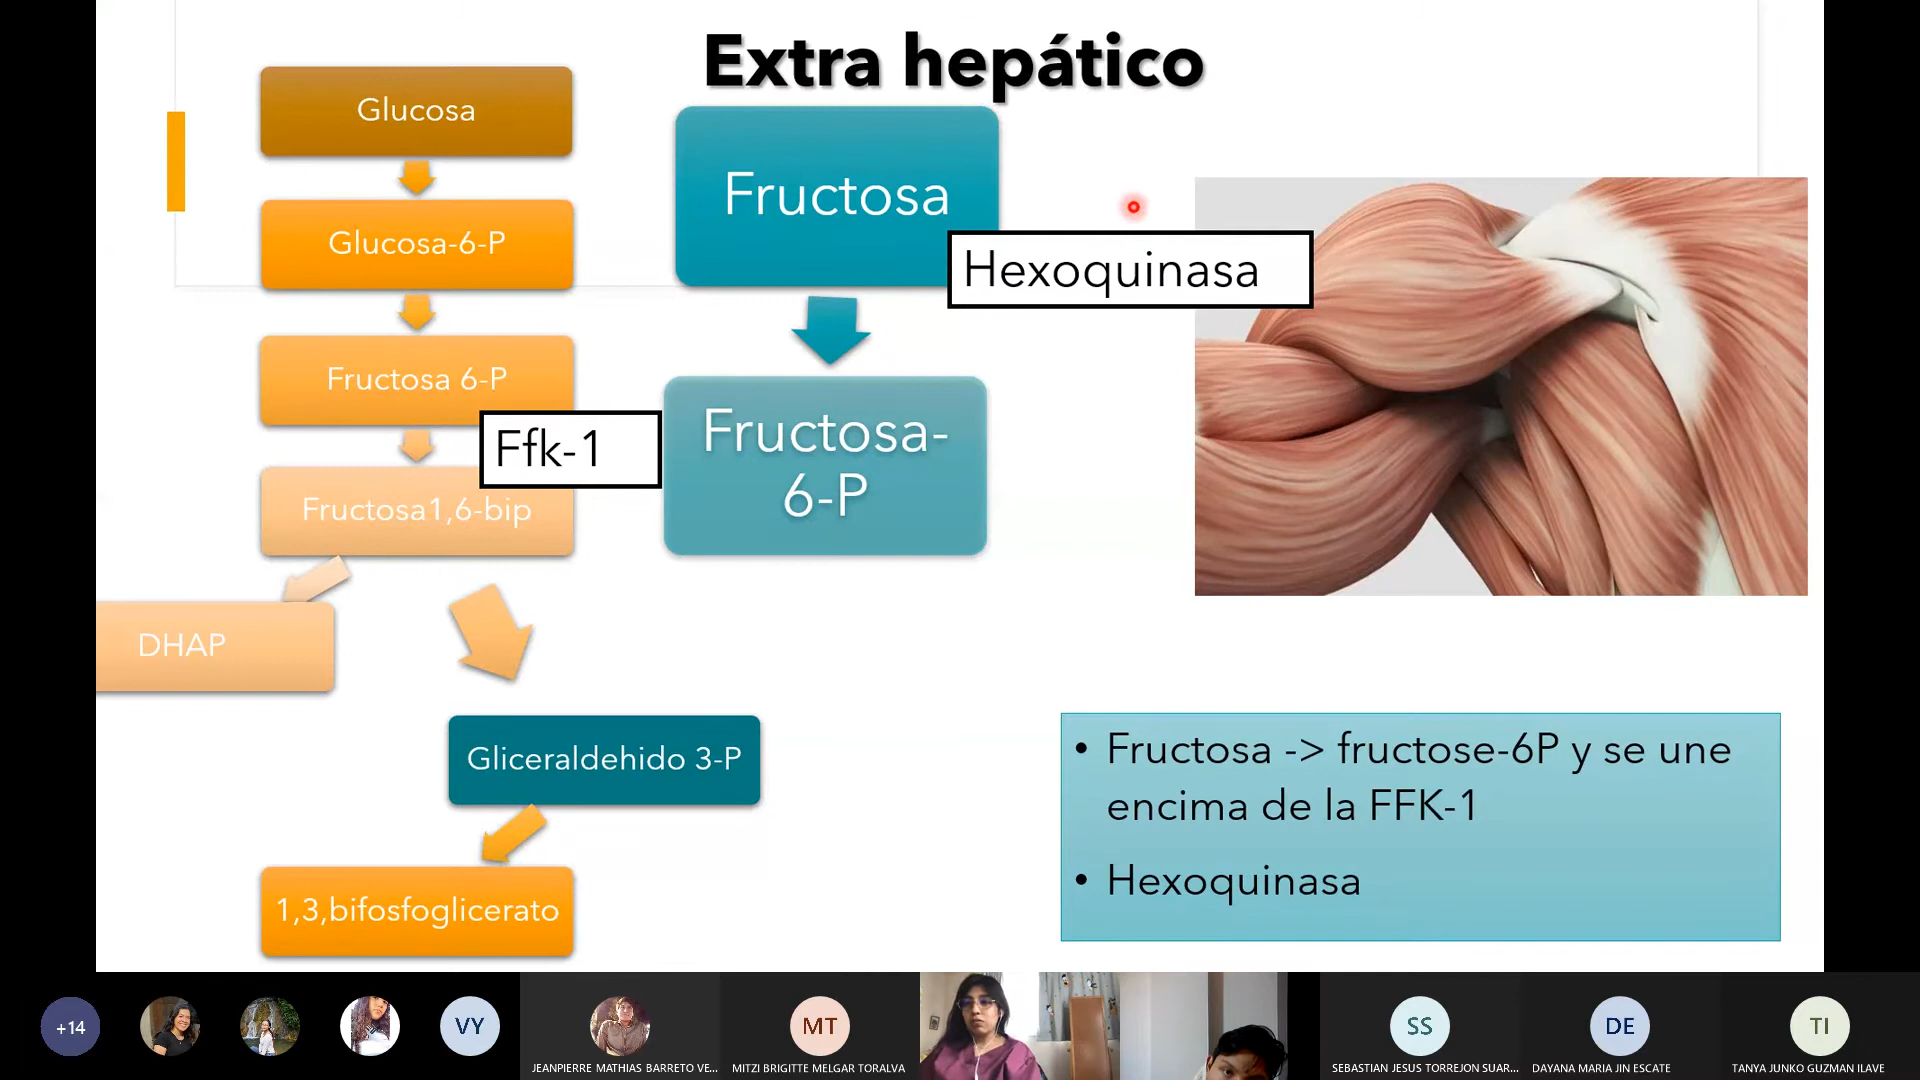 Extra hepático
Glucosa
Glucosa-6-P
Fructosa 6-P
Ffk-1
Fructosa1,6-bip
DHAP
Gliceraldehido 3-P
1,3,bifosfoglicerato
Fructosa
Hexoquinasa
Fructosa-
6-P
• Fructosa -> fructose-6P y se une
encima de la FFK-1
• Hexoquinasa
+14
VY
JEANPIERRE MATHIAS BARRETO VE...
MT
MITZI BRIGITTE MELGAR TORALVA
SS
SEBASTIAN JESUS TORREJON SUAR...
DE
DAYANA MARIA JIN ESCATE
TI
TANYA JUNKO GUZMAN ILAVE